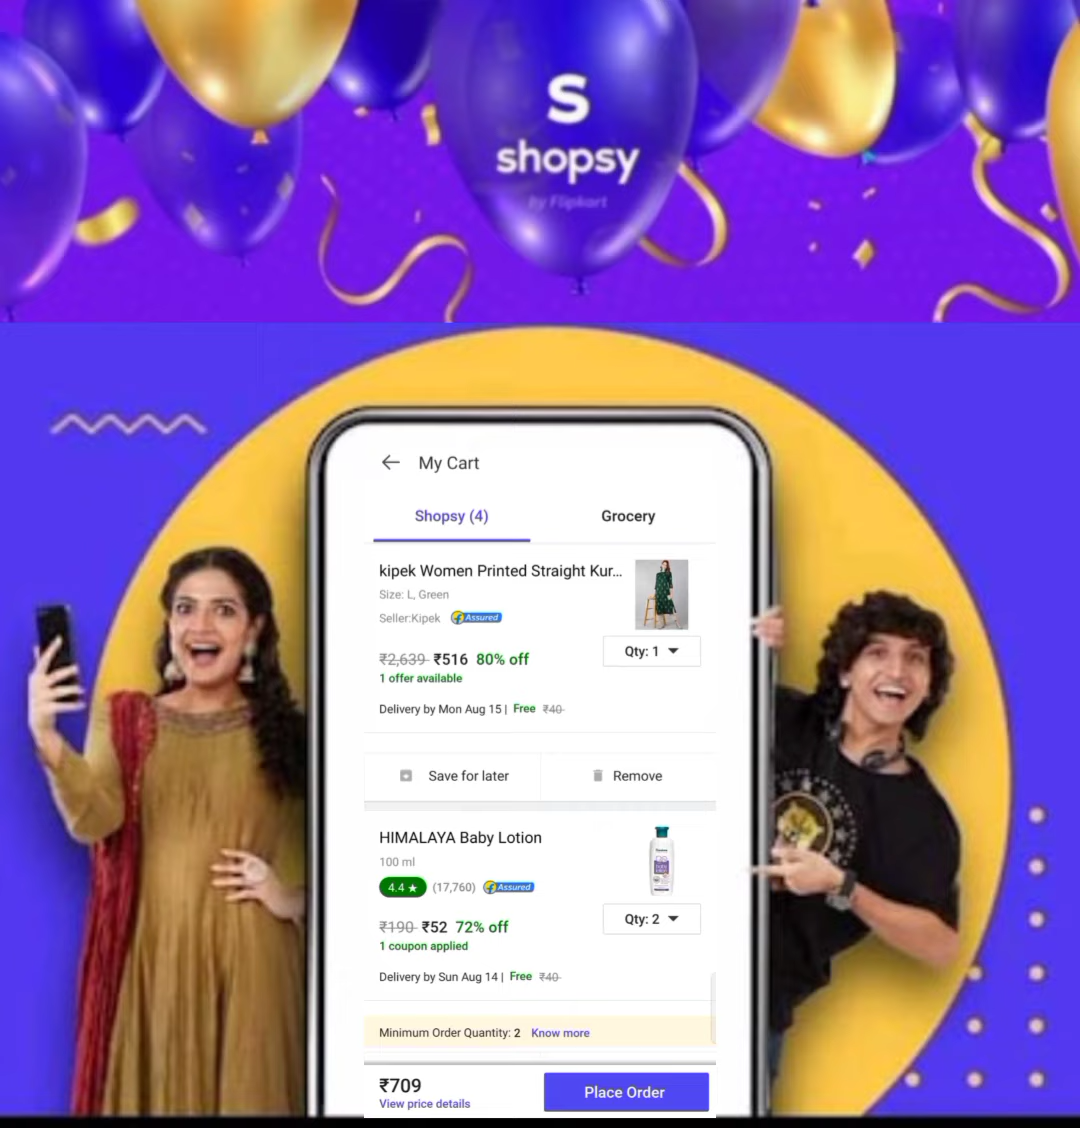 S
shopsy
by Flipkart
My Cart
Shopsy (4)
Grocery
kipek Women Printed Straight Kur...
Size: L, Green
Seller:Kipek Assured
₹2,639 ₹516 80% off
Qty: 1
1 offer available
Delivery by Mon Aug 15 | Free ₹40
Save for later
Remove
HIMALAYA Baby Lotion
100 ml
4.4 ★ (17,760) Assured
₹190 ₹52 72% off
Qty: 2
1 coupon applied
Delivery by Sun Aug 14 | Free ₹40
Minimum Order Quantity: 2 Know more
₹709
View price details
Place Order